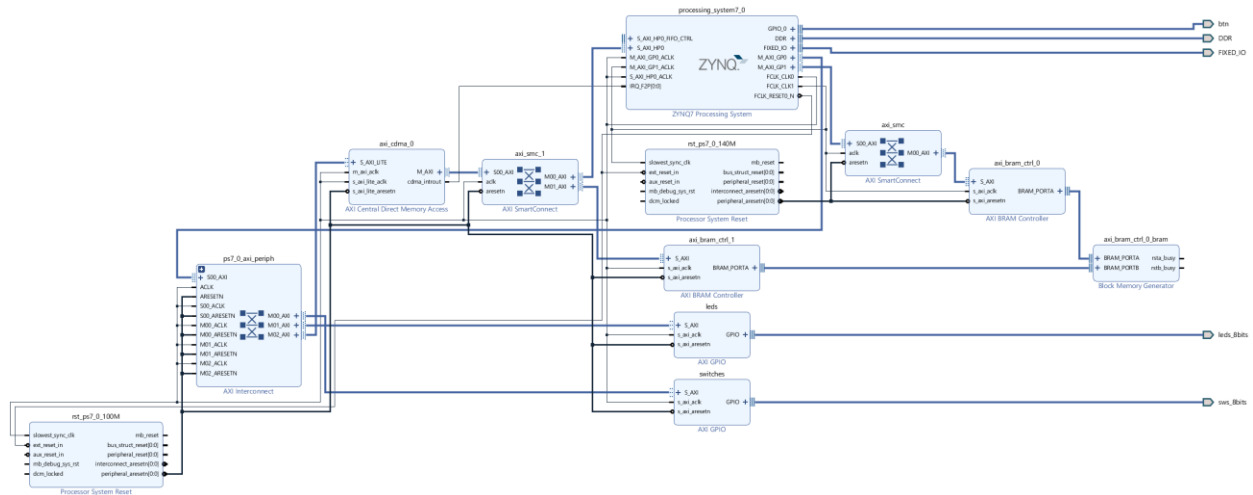 processing_system7_0
S_AXI_HP0_FIFO_CTRL
S_AXI_HP0
M_AXI_GP0_ACLK
M_AXI_GP1_ACLK
S_AXI_HP0_ACLK
IRQ_F2P[0:0]
ZYNQ
GPIO_0
DDR
FIXED_IO
M_AXI_GP0
M_AXI_GP1
FCLK_CLK0
FCLK_CLK1
FCLK_RESET0_N
ZYNQ7 Processing System
btn
DDR
FIXED_IO
axi_cdma_0
S_AXI_LITE
m_axi_aclk
s_axi_lite_aclk
s_axi_lite_aresetn
M_AXI
cdma_introut
AXI Central Direct Memory Access
axi_smc_1
S00_AXI
aclk
aresetn
M00_AXI
M01_AXI
AXI SmartConnect
rst_ps7_0_140M
slowest_sync_clk
ext_reset_in
aux_reset_in
mb_debug_sys_rst
dcm_locked
mb_reset
bus_struct_reset[0:0]
peripheral_reset[0:0]
interconnect_aresetn[0:0]
peripheral_aresetn[0:0]
Processor System Reset
axi_smc
S00_AXI
aclk
aresetn
M00_AXI
AXI SmartConnect
axi_bram_ctrl_0
S_AXI
s_axi_aclk
s_axi_aresetn
BRAM_PORTA
AXI BRAM Controller
axi_bram_ctrl_1
S_AXI
s_axi_aclk
s_axi_aresetn
BRAM_PORTA
AXI BRAM Controller
axi_bram_ctrl_0_bram
BRAM_PORTA
BRAM_PORTB
rsta_busy
rstb_busy
Block Memory Generator
ps7_0_axi_periph
S00_AXI
ACLK
ARESETN
S00_ACLK
S00_ARESETN
M00_ACLK
M00_ARESETN
M01_ACLK
M01_ARESETN
M02_ACLK
M02_ARESETN
M00_AXI
M01_AXI
M02_AXI
AXI Interconnect
leds
S_AXI
s_axi_aclk
s_axi_aresetn
GPIO
AXI GPIO
leds_8bits
switches
S_AXI
s_axi_aclk
s_axi_aresetn
GPIO
AXI GPIO
sws_8bits
rst_ps7_0_100M
slowest_sync_clk
ext_reset_in
aux_reset_in
mb_debug_sys_rst
dcm_locked
mb_reset
bus_struct_reset[0:0]
peripheral_reset[0:0]
interconnect_aresetn[0:0]
peripheral_aresetn[0:0]
Processor System Reset